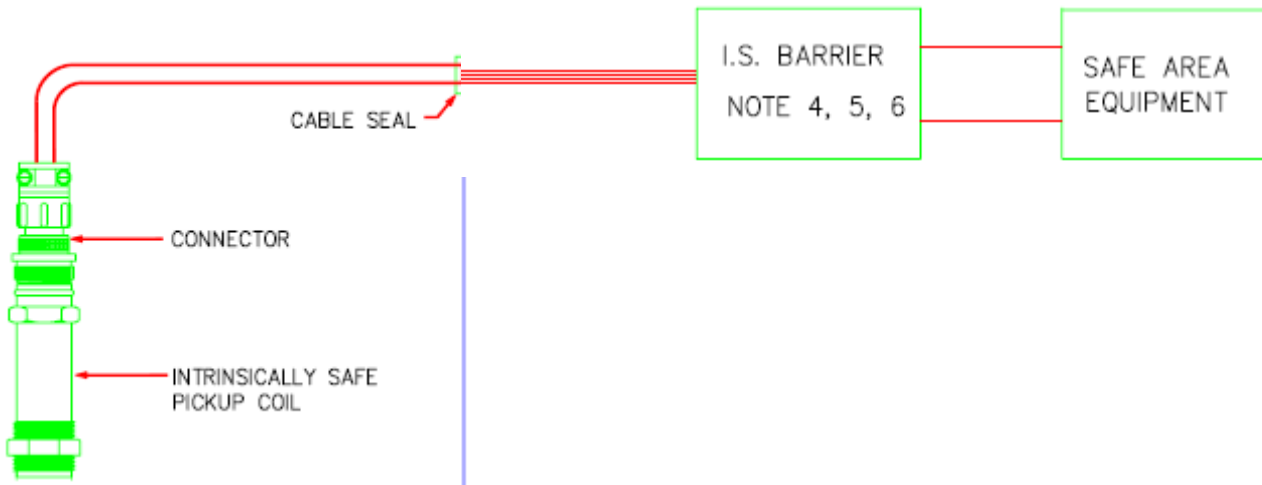 I.S. BARRIER
NOTE 4, 5, 6
SAFE AREA
EQUIPMENT
CABLE SEAL
CONNECTOR
INTRINSICALLY SAFE
PICKUP COIL